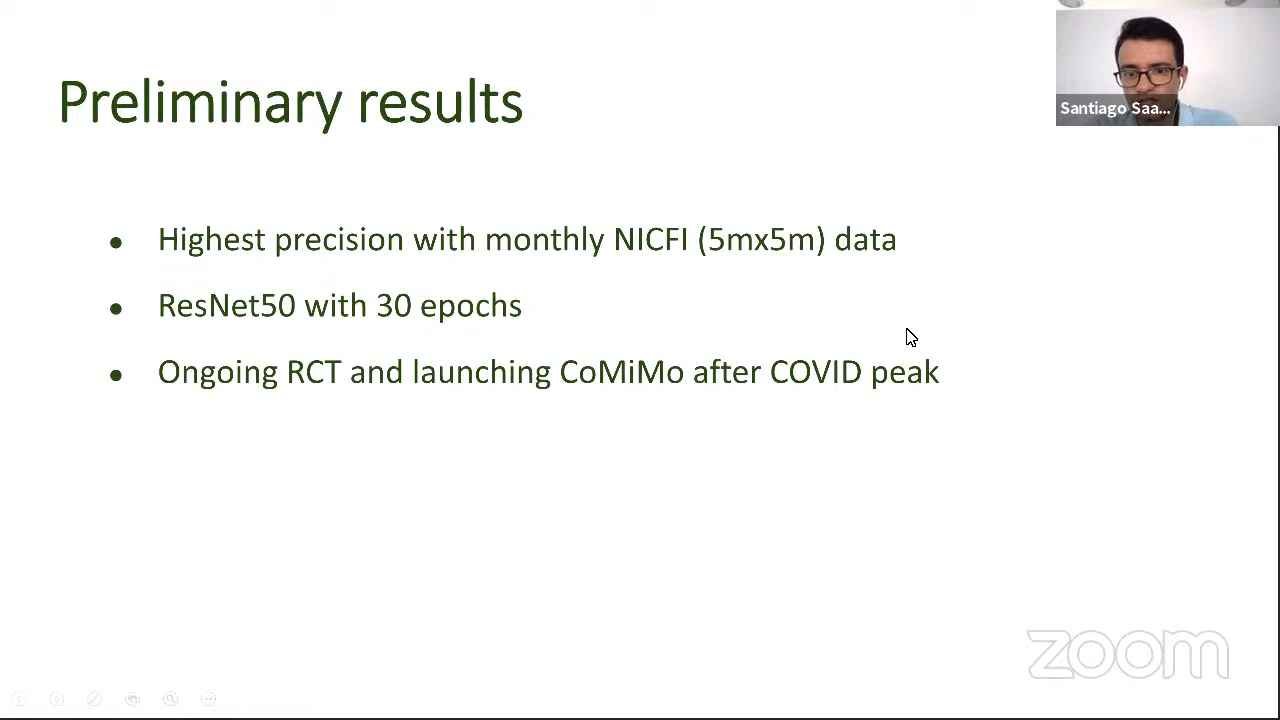 Preliminary results
Santiago Saa...
• Highest precision with monthly NICFI (5mx5m) data
• ResNet50 with 30 epochs
• Ongoing RCT and launching CoMiMo after COVID peak
zoom